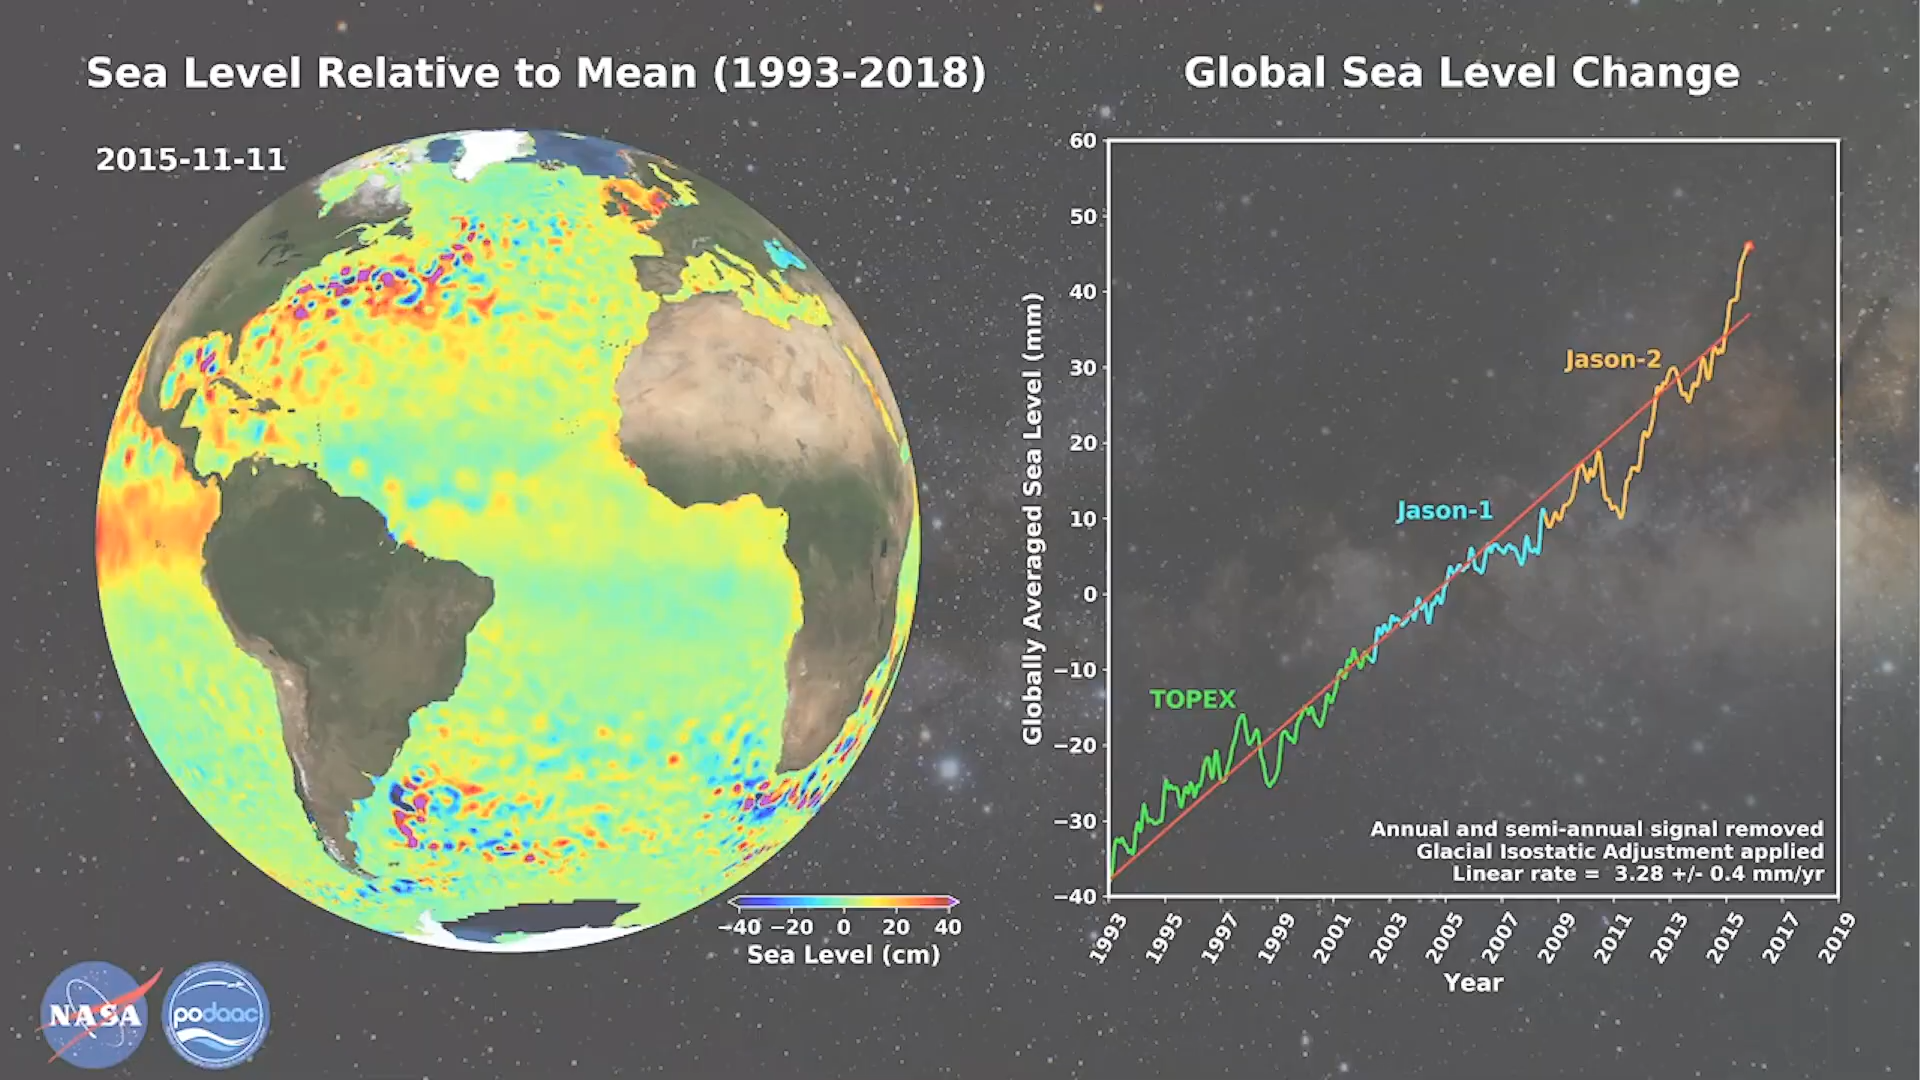 Sea Level Relative to Mean (1993-2018)
2015-11-11
−40 −20 0 20 40
Sea Level (cm)
NASA
podaac
Global Sea Level Change
Globally Averaged Sea Level (mm)
60
50
40
30
20
10
0
−10
−20
−30
−40
Jason-2
Jason-1
TOPEX
Annual and semi-annual signal removed
Glacial Isostatic Adjustment applied
Linear rate = 3.28 +/- 0.4 mm/yr
1993 1995 1997 1999 2001 2003 2005 2007 2009 2011 2013 2015 2017 2019
Year